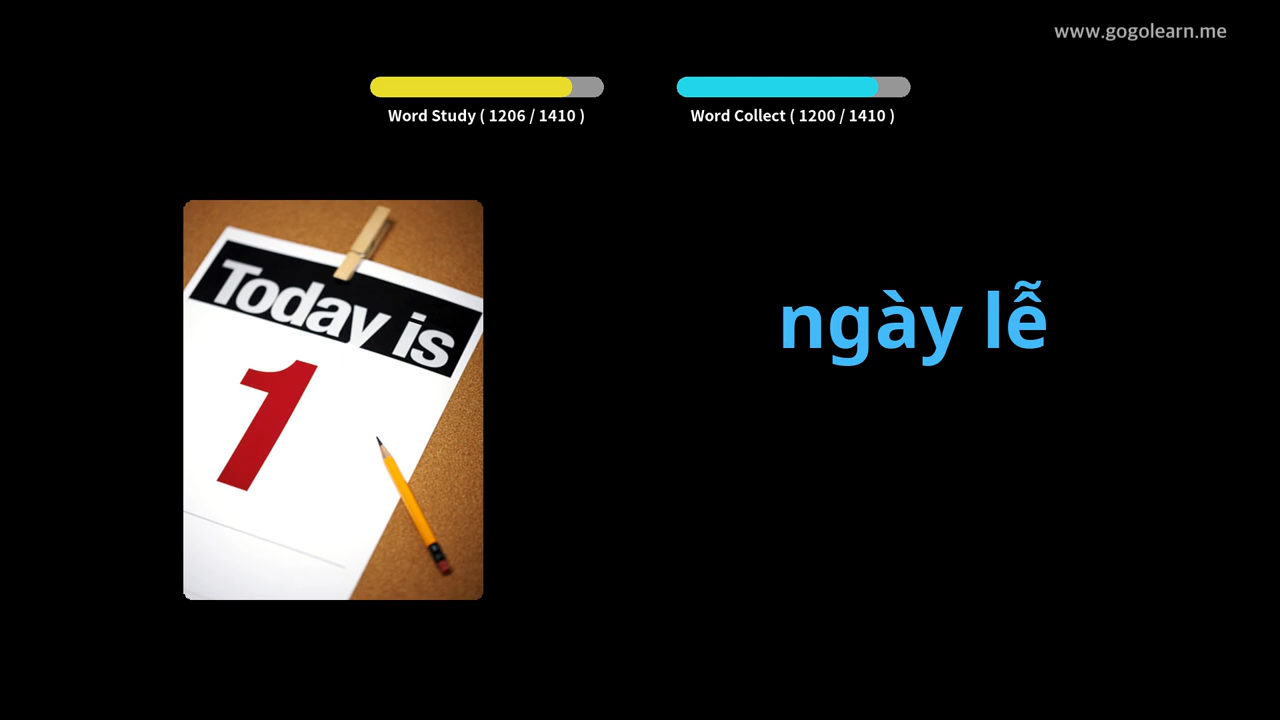 www.gogolearn.me
Word Study ( 1206 / 1410 )
Word Collect ( 1200 / 1410 )
Today is
1
ngày lễ